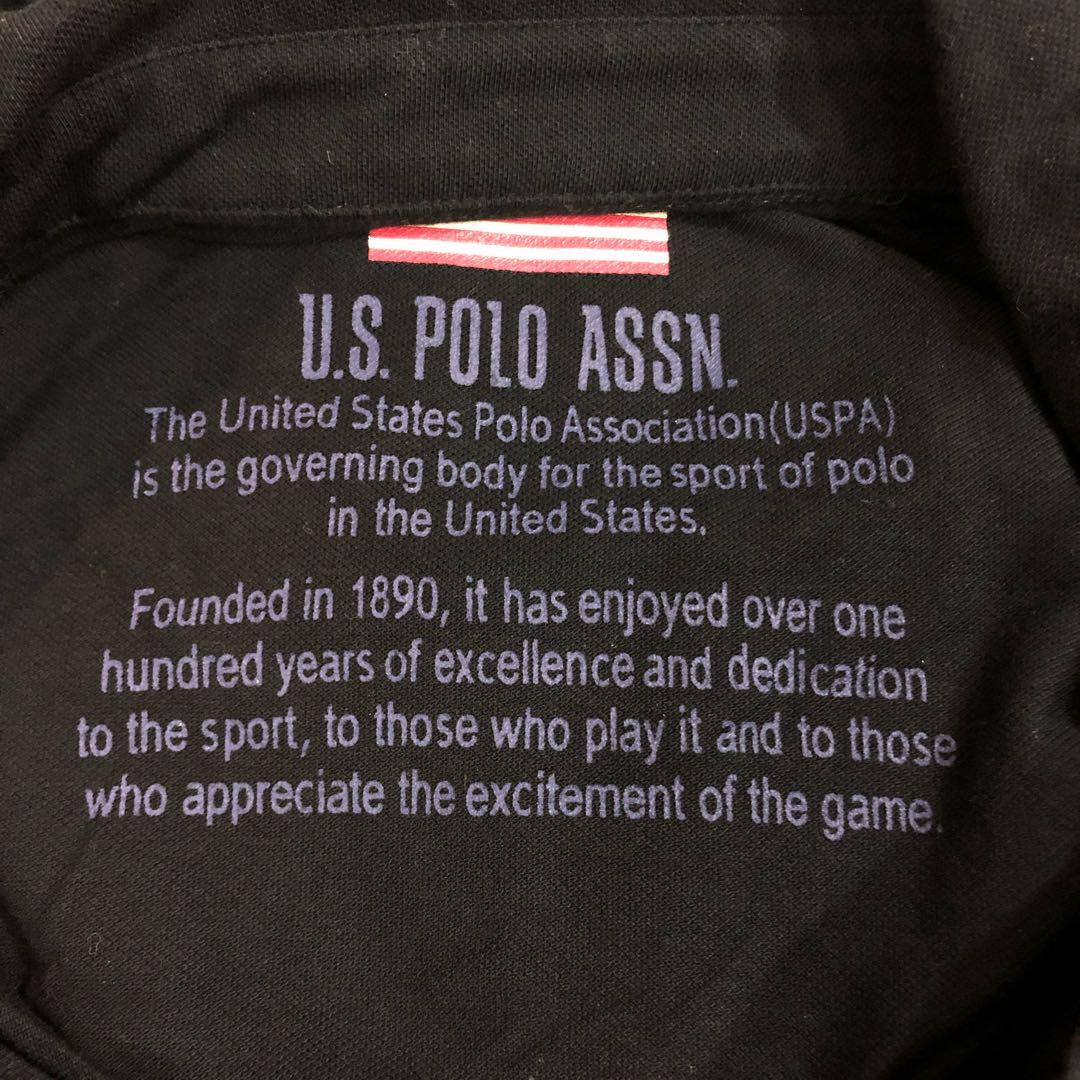 U.S. POLO ASSN.
The United States Polo Association(USPA)
is the governing body for the sport of polo
in the United States.
Founded in 1890, it has enjoyed over one
hundred years of excellence and dedication
to the sport, to those who play it and to those
who appreciate the excitement of the game.